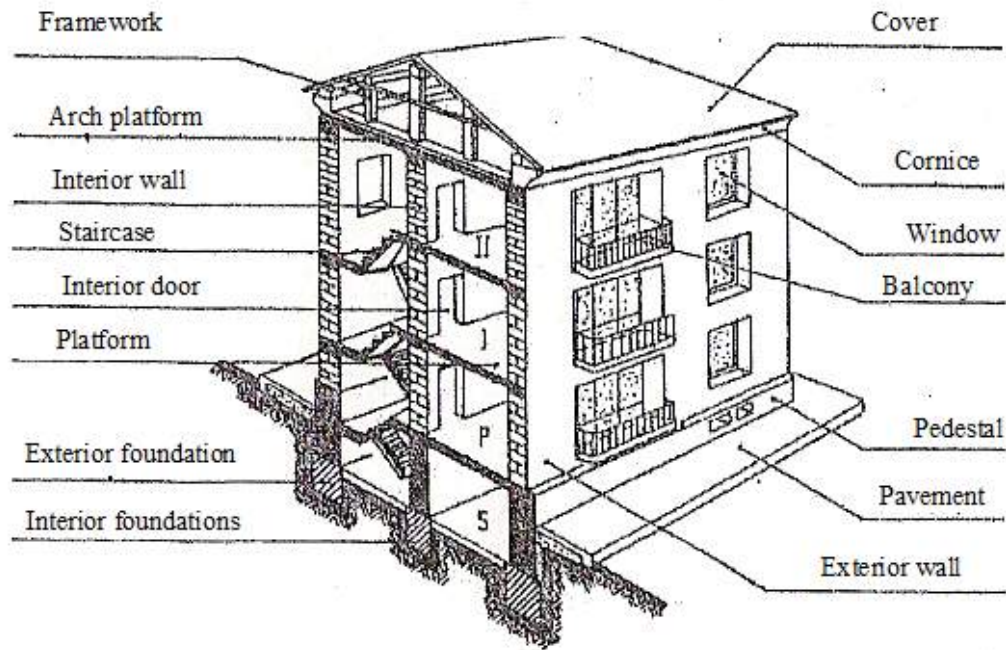 Framework
Arch platform
Interior wall
Staircase
Interior door
Platform
Exterior foundation
Interior foundations
Cover
Cornice
Window
Balcony
Pedestal
Pavement
Exterior wall
II
I
P
S